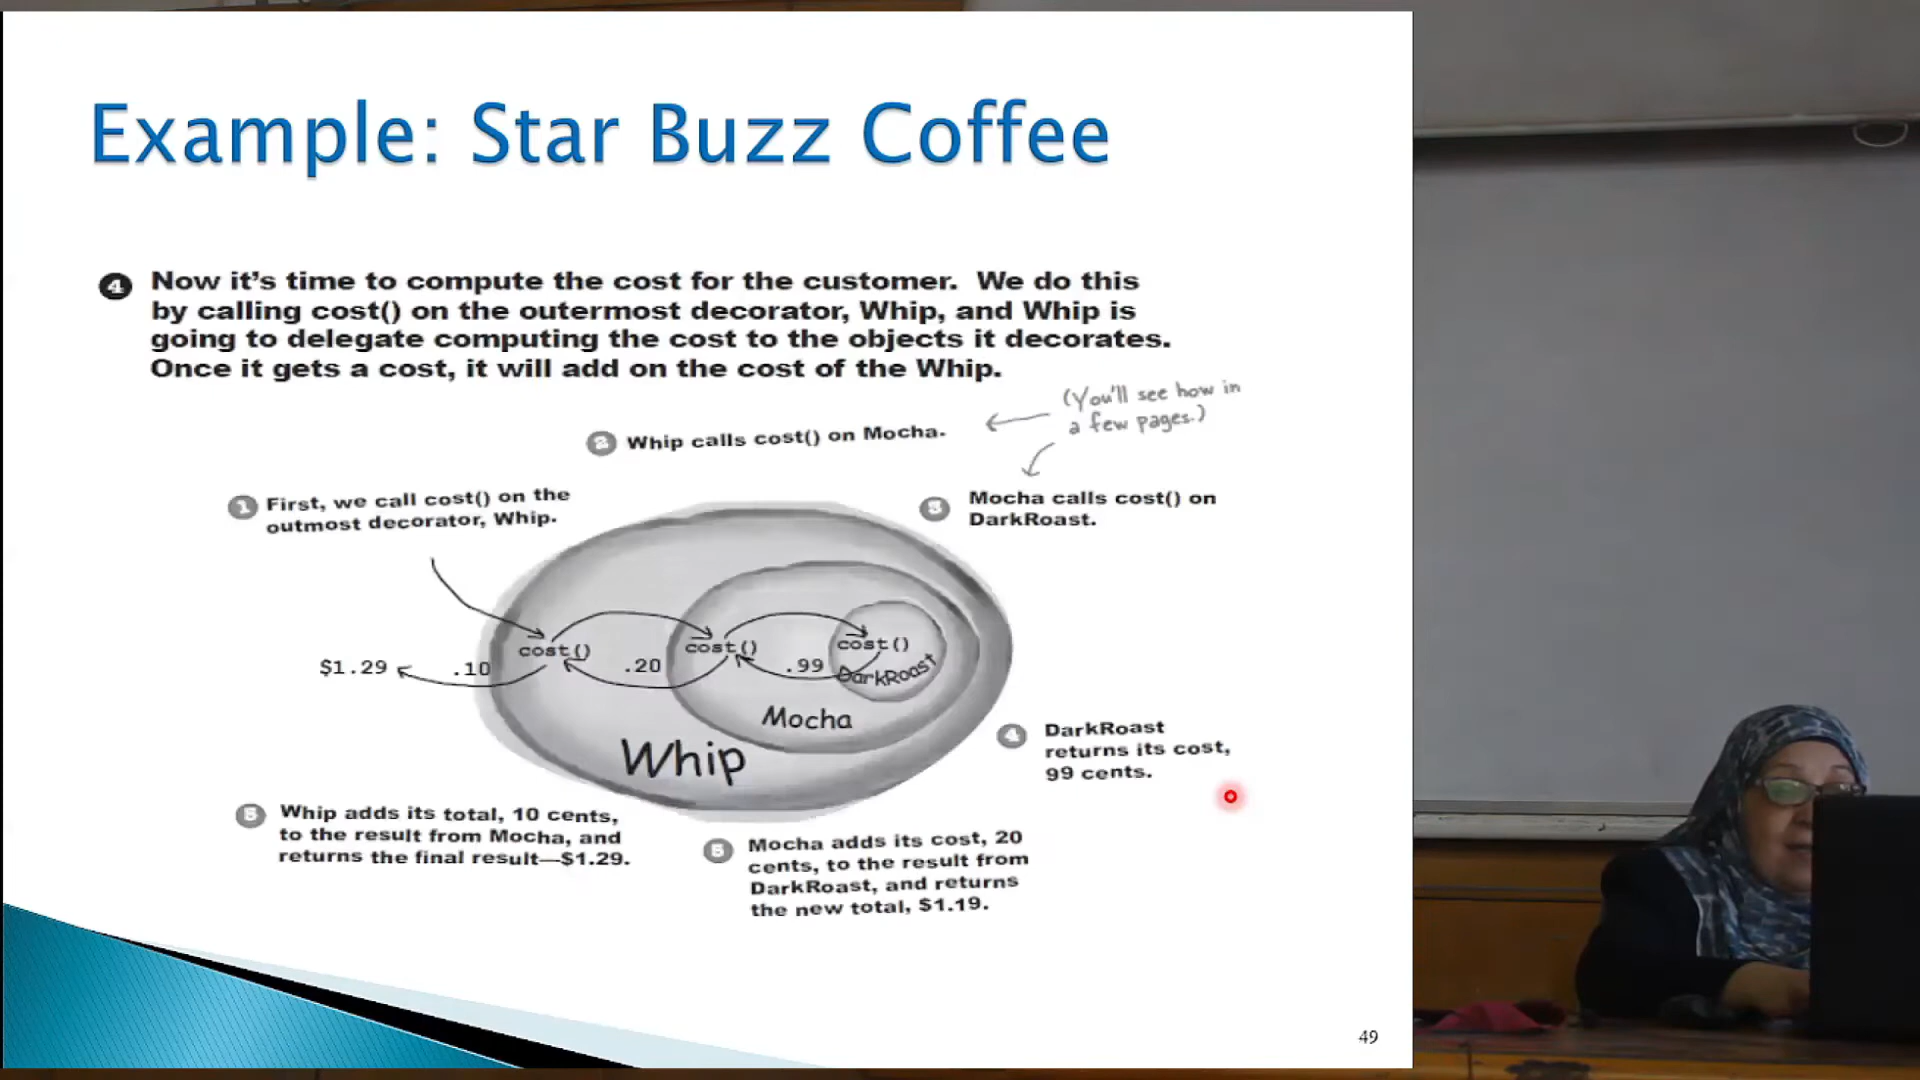 Example: Star Buzz Coffee
4 Now it's time to compute the cost for the customer. We do this
by calling cost() on the outermost decorator, Whip, and Whip is
going to delegate computing the cost to the objects it decorates.
Once it gets a cost, it will add on the cost of the Whip.
(You'll see how in
a few pages.)
2 Whip calls cost() on Mocha.
1 First, we call cost() on the
outmost decorator, Whip.
3 Mocha calls cost() on
DarkRoast.
cost() cost() cost()
$1.29 .10 .20 .99 DarkRoast
Mocha
Whip
4 DarkRoast
returns its cost,
99 cents.
Whip adds its total, 10 cents,
to the result from Mocha, and
returns the final result—$1.29.
5 Mocha adds its cost, 20
cents, to the result from
DarkRoast, and returns
the new total, $1.19.
49